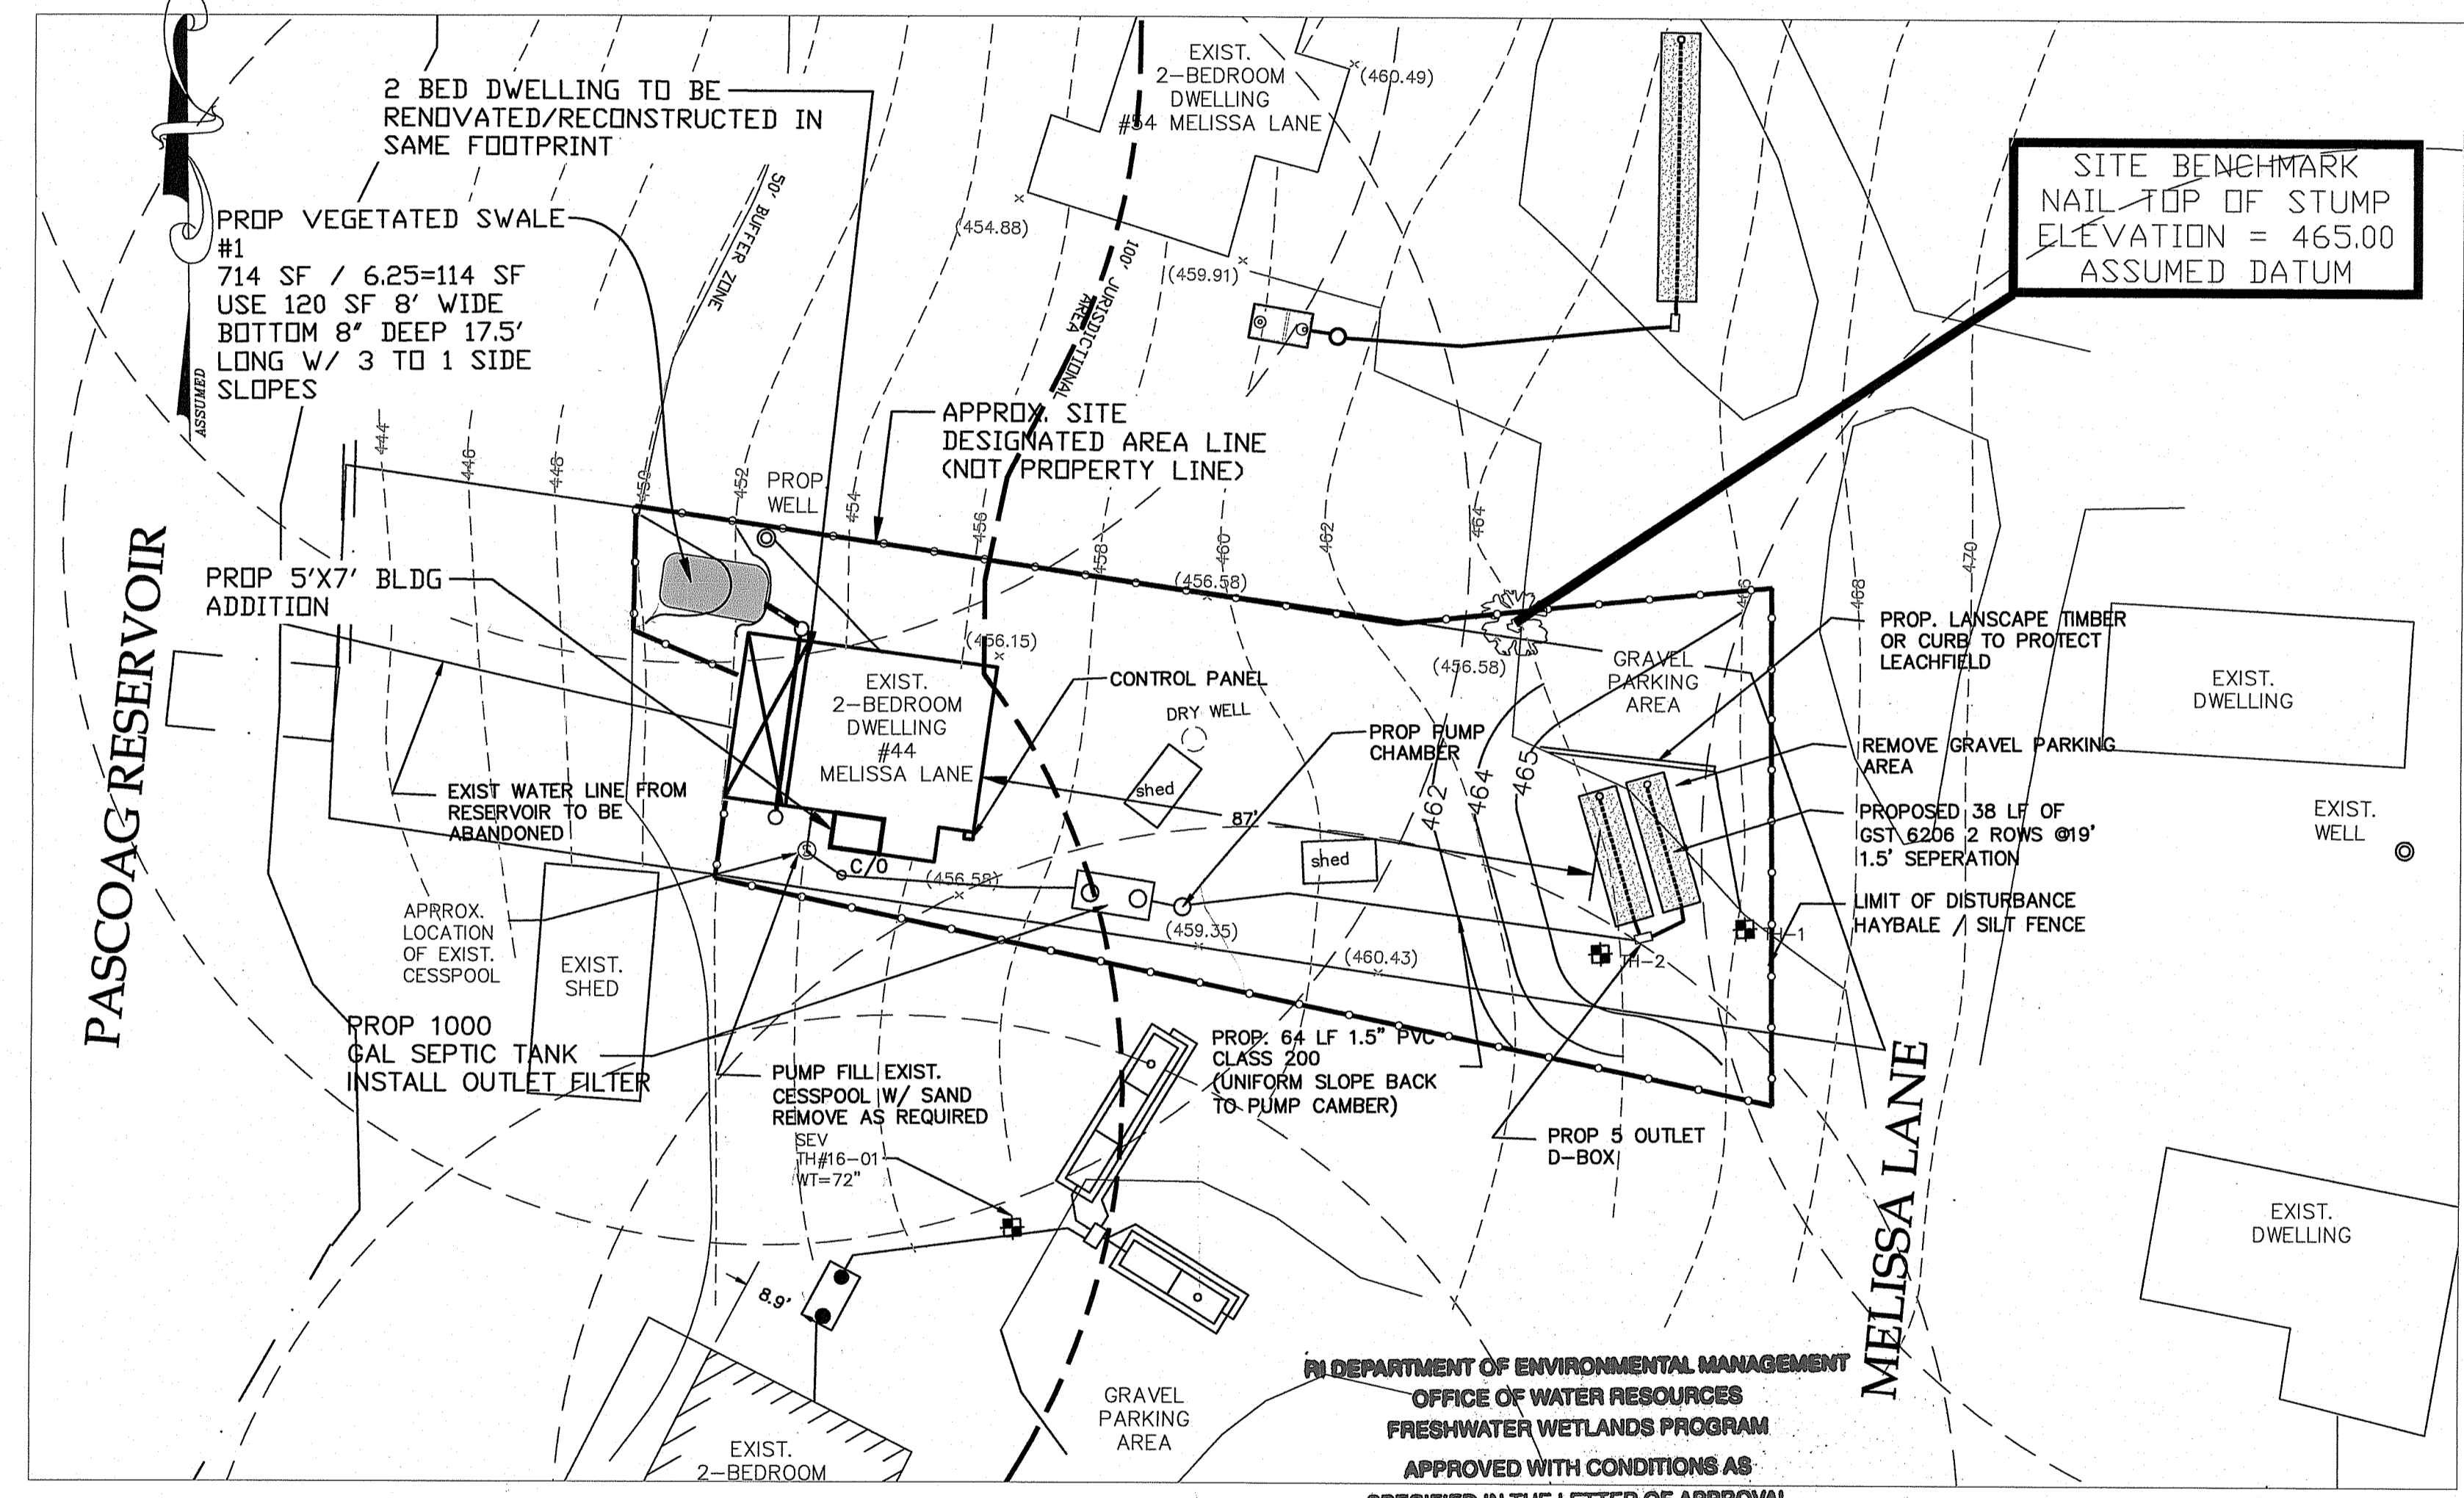 2 BED DWELLING TO BE
RENOVATED/RECONSTRUCTED IN
SAME FOOTPRINT
PROP VEGETATED SWALE
#1
714 SF / 6.25=114 SF
USE 120 SF 8' WIDE
BOTTOM 8" DEEP 17.5'
LONG W/ 3 TO 1 SIDE
SLOPES
ASSUMED
50' BUFFER ZONE
EXIST.
2-BEDROOM
DWELLING
#54 MELISSA LANE
(460.49)
(454.88)
(459.91)
100' JURISDICTIONAL
AREA
SITE BENCHMARK
NAIL TOP OF STUMP
ELEVATION = 465.00
ASSUMED DATUM
APPROX. SITE
DESIGNATED AREA LINE
(NOT PROPERTY LINE)
444
446
448
450
452
454
456
458
460
462
464
466
468
470
PROP
WELL
PASCOAG RESERVOIR
PROP 5'X7' BLDG
ADDITION
(456.58)
(456.15)
(456.58)
EXIST.
2-BEDROOM
DWELLING
#44
MELISSA LANE
CONTROL PANEL
DRY WELL
shed
shed
PROP PUMP
CHAMBER
87'
GRAVEL
PARKING
AREA
462
464
465
PROP. LANSCAPE TIMBER
OR CURB TO PROTECT
LEACHFIELD
REMOVE GRAVEL PARKING
AREA
PROPOSED 38 LF OF
GST 6206 2 ROWS @19'
1.5' SEPERATION
LIMIT OF DISTURBANCE
HAYBALE / SILT FENCE
EXIST.
DWELLING
EXIST.
WELL
EXIST WATER LINE FROM
RESERVOIR TO BE
ABANDONED
C/O
(456.58)
(459.35)
(460.43)
TH-1
TH-2
APRROX.
LOCATION
OF EXIST.
CESSPOOL
EXIST.
SHED
PROP 1000
GAL SEPTIC TANK
INSTALL OUTLET FILTER
PUMP FILL EXIST.
CESSPOOL W/ SAND
REMOVE AS REQUIRED
SEV
TH#16-01
WT=72"
PROP. 64 LF 1.5" PVC
CLASS 200
(UNIFORM SLOPE BACK
TO PUMP CAMBER)
PROP 5 OUTLET
D-BOX
MELISSA LANE
EXIST.
DWELLING
8.9'
EXIST.
2-BEDROOM
GRAVEL
PARKING
AREA
RI DEPARTMENT OF ENVIRONMENTAL MANAGEMENT
OFFICE OF WATER RESOURCES
FRESHWATER WETLANDS PROGRAM
APPROVED WITH CONDITIONS AS
SPECIFIED IN THE LETTER OF APPROVAL